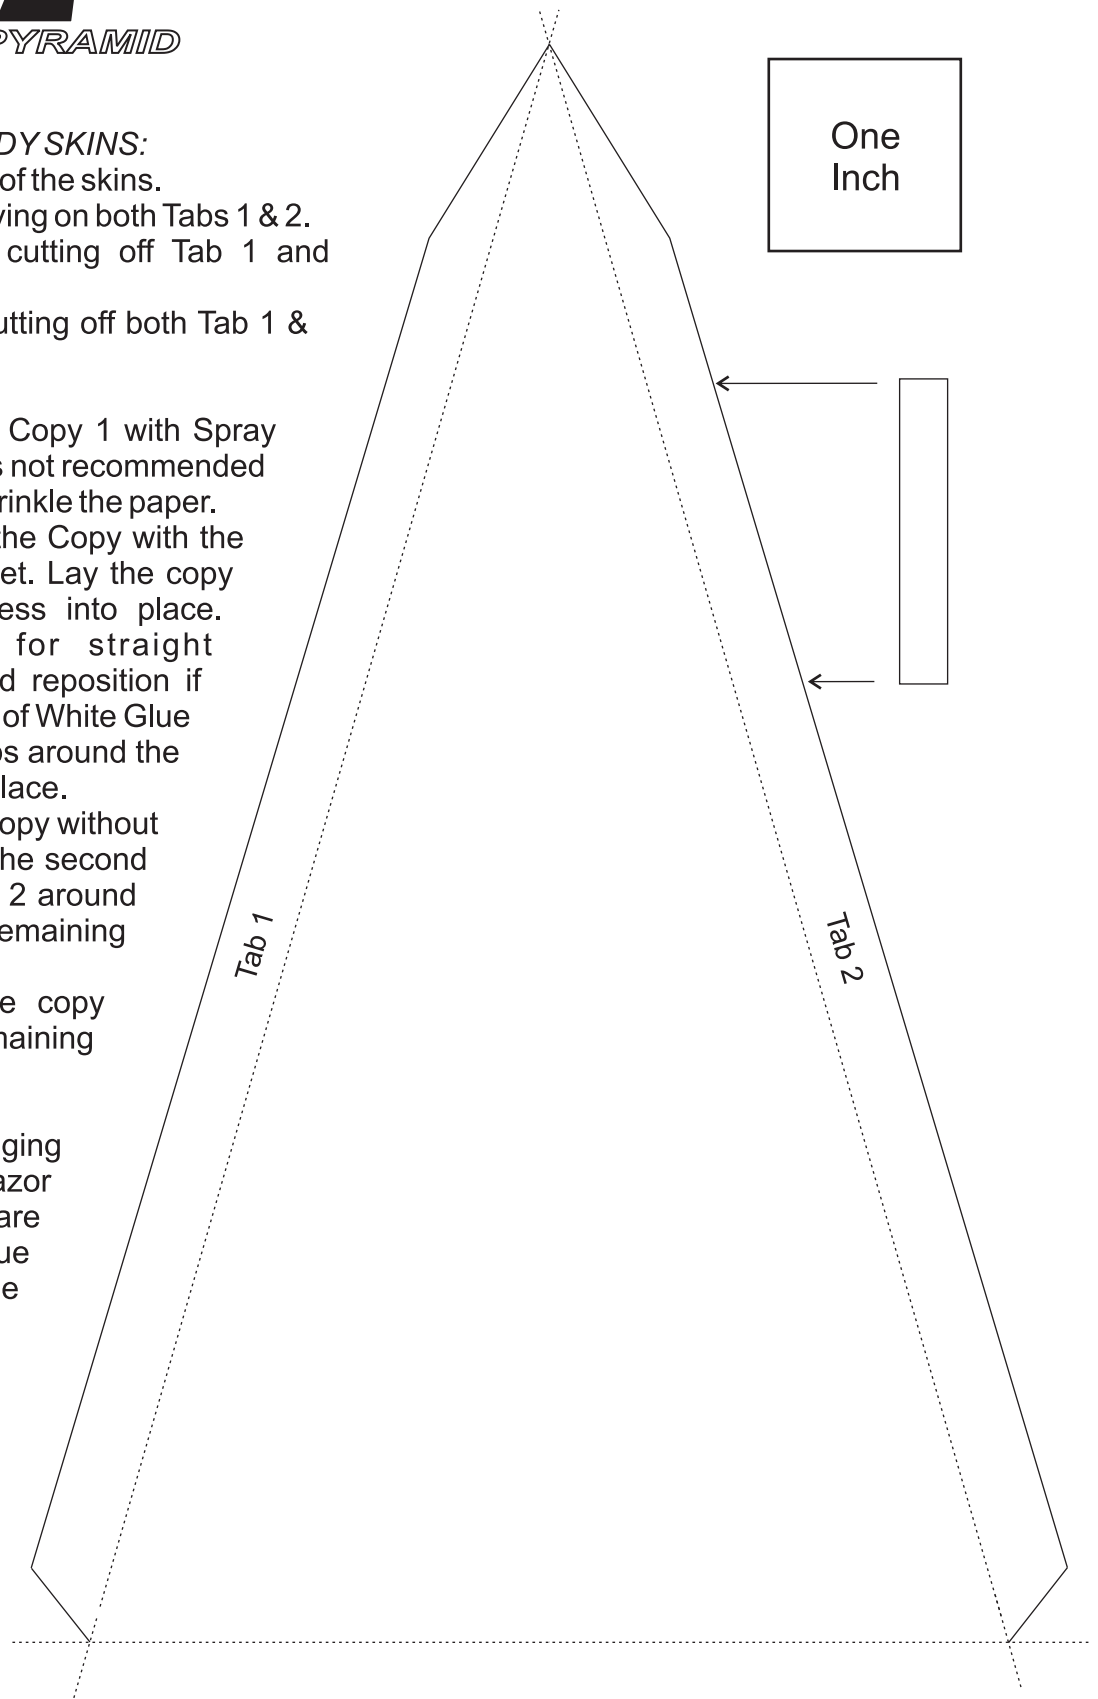 PYRAMID
DY SKINS:
of the skins.
ving on both Tabs 1 & 2.
cutting off Tab 1 and
utting off both Tab 1 &
Copy 1 with Spray
s not recommended
rinkle the paper.
the Copy with the
et. Lay the copy
ess into place.
for straight
d reposition if
of White Glue
os around the
lace.
opy without
he second
2 around
emaining
e copy
naining
ging
azor
are
ue
e
One
Inch
Tab 1
Tab 2